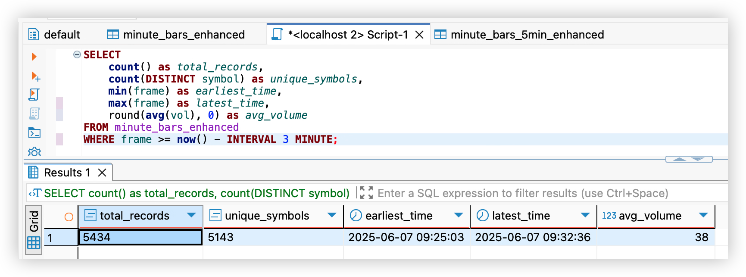 default minute_bars_enhanced *<localhost 2> Script-1 minute_bars_5min_enhanced
SELECT
count() as total_records,
count(DISTINCT symbol) as unique_symbols,
min(frame) as earliest_time,
max(frame) as latest_time,
round(avg(vol), 0) as avg_volume
FROM minute_bars_enhanced
WHERE frame >= now() - INTERVAL 3 MINUTE;
Results 1
SELECT count() as total_records, count(DISTINCT symbol) Enter a SQL expression to filter results (use Ctrl+Space)
Grid total_records unique_symbols earliest_time latest_time 123 avg_volume
1 5434 5143 2025-06-07 09:25:03 2025-06-07 09:32:36 38